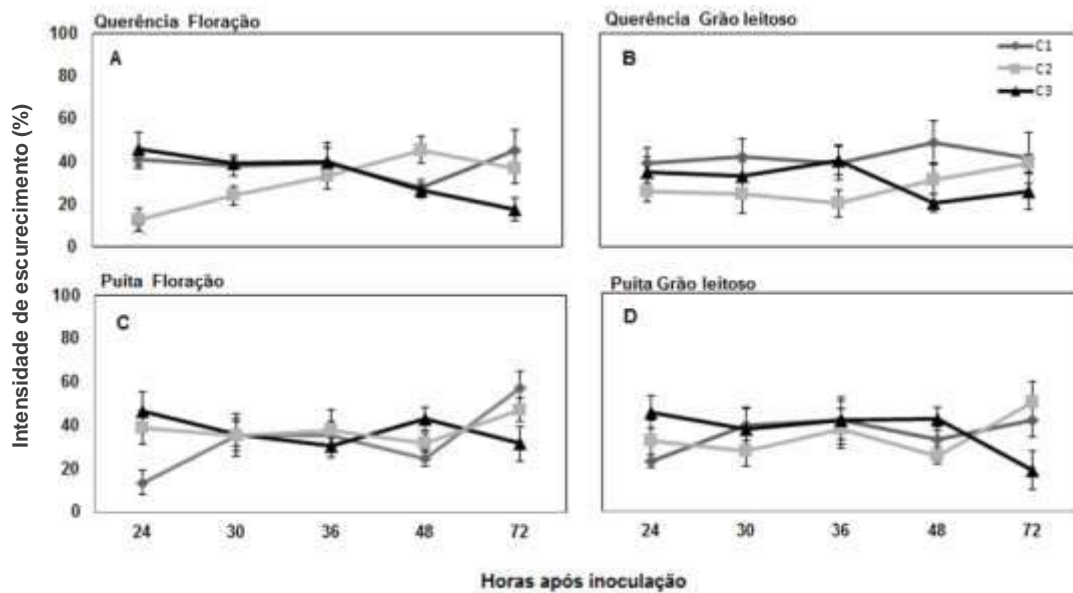 Querência Floração
Querência Grão leitoso
100
80
60
40
20
0
A
B
C1
C2
C3
Intensidade de escurecimento (%)
Puita Floração
Puita Grão leitoso
100
80
60
40
20
0
C
D
24 30 36 48 72
24 30 36 48 72
Horas após inoculação